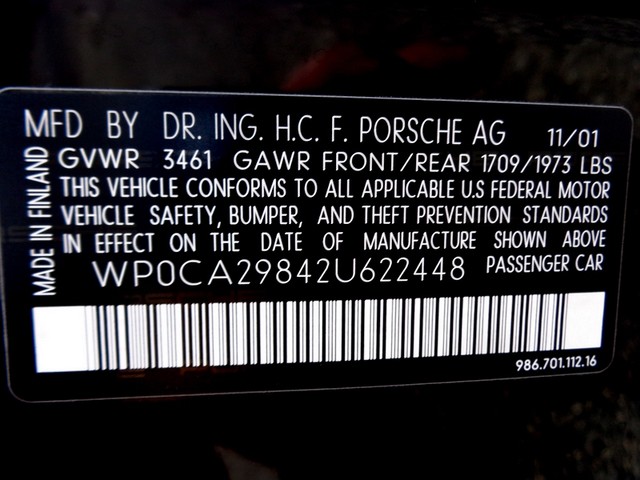 MFD BY DR. ING. H.C. F. PORSCHE AG 11/01
GVWR 3461 GAWR FRONT/REAR 1709/1973 LBS
THIS VEHICLE CONFORMS TO ALL APPLICABLE U.S FEDERAL MOTOR
VEHICLE SAFETY, BUMPER, AND THEFT PREVENTION STANDARDS
IN EFFECT ON THE DATE OF MANUFACTURE SHOWN ABOVE
WP0CA29842U622448 PASSENGER CAR
MADE IN FINLAND
986.701.112.16